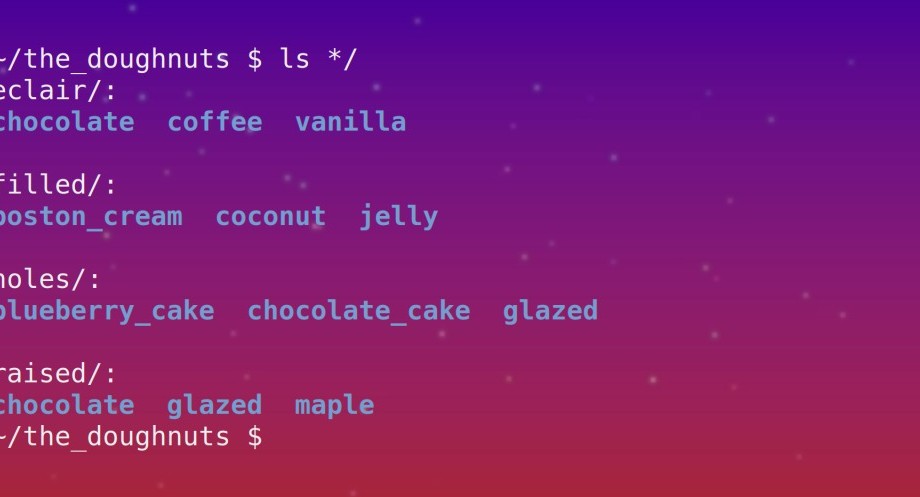 ~/the_doughnuts $ ls */
eclair/:
chocolate  coffee  vanilla
filled/:
boston_cream  coconut  jelly
holes/:
blueberry_cake  chocolate_cake  glazed
raised/:
chocolate  glazed  maple
~/the_doughnuts $